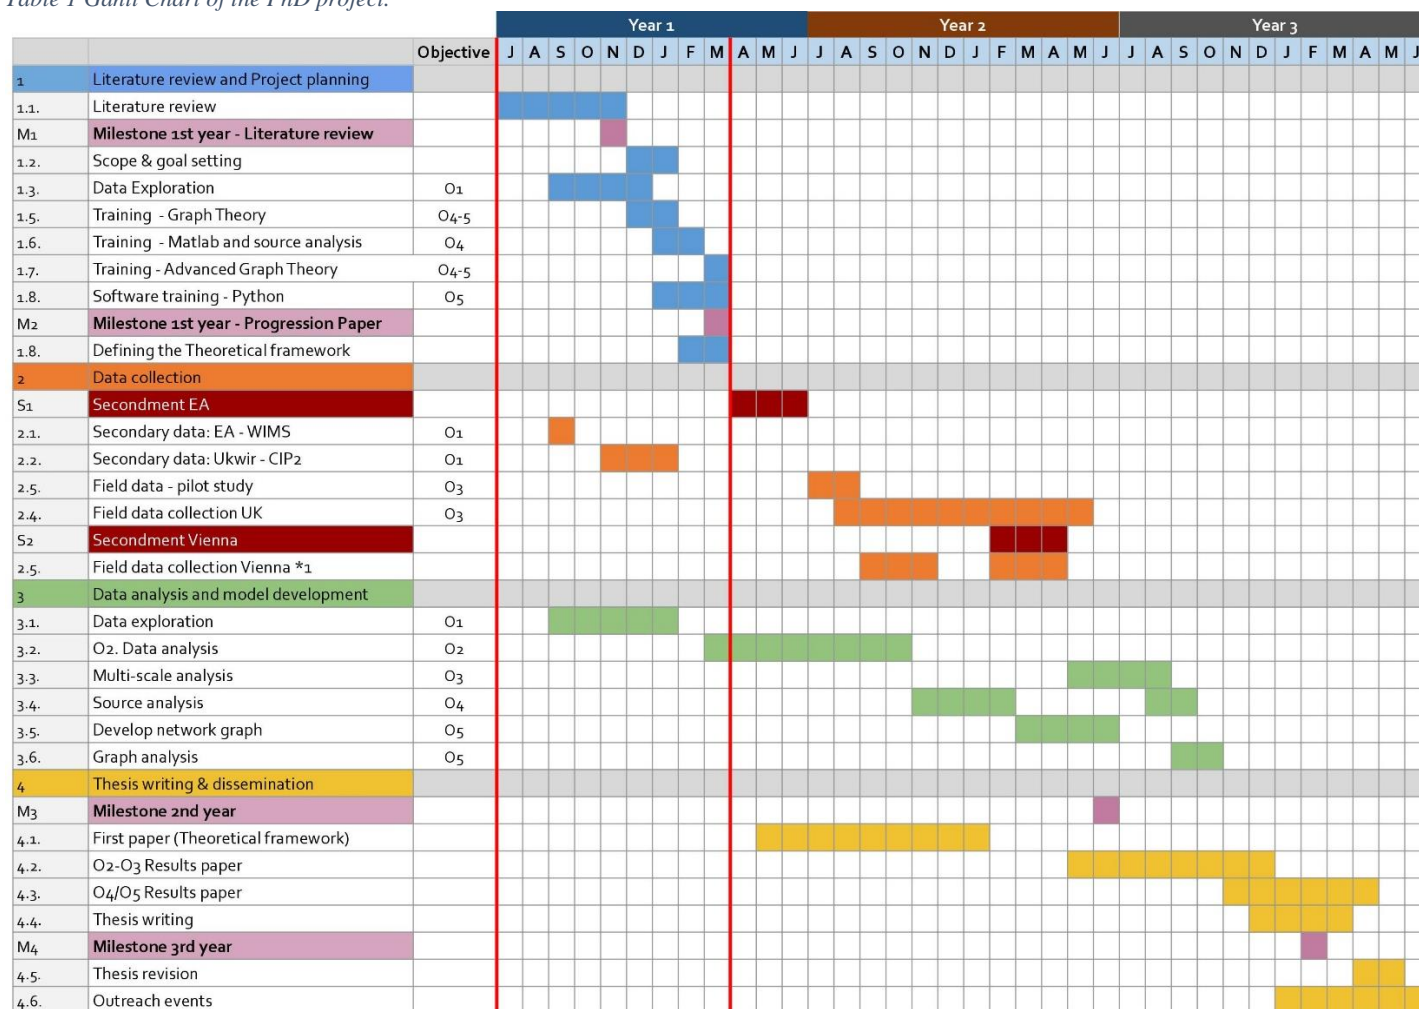 Table 1 Gantt Chart of the PhD project.
Year 1 Year 2 Year 3
Objective J A S O N D J F M A M J J A S O N D J F M A M J J A S O N D J F M A M J
1 Literature review and Project planning
1.1. Literature review
M1 Milestone 1st year - Literature review
1.2. Scope & goal setting
1.3. Data Exploration O1
1.5. Training - Graph Theory O4-5
1.6. Training - Matlab and source analysis O4
1.7. Training - Advanced Graph Theory O4-5
1.8. Software training - Python O5
M2 Milestone 1st year - Progression Paper
1.8. Defining the Theoretical framework
2 Data collection
S1 Secondment EA
2.1. Secondary data: EA - WIMS O1
2.2. Secondary data: Ukwir - CIP2 O1
2.5. Field data - pilot study O3
2.4. Field data collection UK O3
S2 Secondment Vienna
2.5. Field data collection Vienna *1
3 Data analysis and model development
3.1. Data exploration O1
3.2. O2. Data analysis O2
3.3. Multi-scale analysis O3
3.4. Source analysis O4
3.5. Develop network graph O5
3.6. Graph analysis O5
4 Thesis writing & dissemination
M3 Milestone 2nd year
4.1. First paper (Theoretical framework)
4.2. O2-O3 Results paper
4.3. O4/O5 Results paper
4.4. Thesis writing
M4 Milestone 3rd year
4.5. Thesis revision
4.6. Outreach events